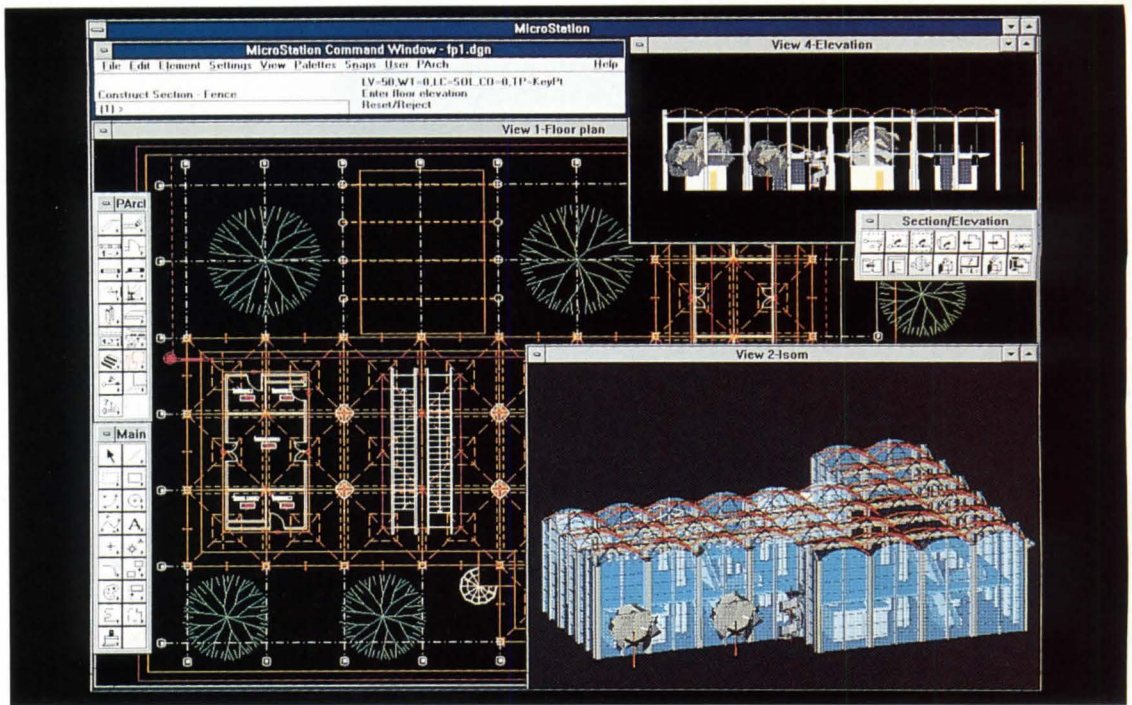 MicroStation
MicroStation Command Window - fp1.dgn
File Edit Element Settings View Palettes Snaps User PArch Help
LV=50,WT=0,LC=SOL,CO=0,TP=KeyPt
Construct Section - Fence
Enter floor elevation
(1) >
Reset/Reject
View 4-Elevation
View 1-Floor plan
PArcl
Section/Elevation
View 2-Isom
Main
A